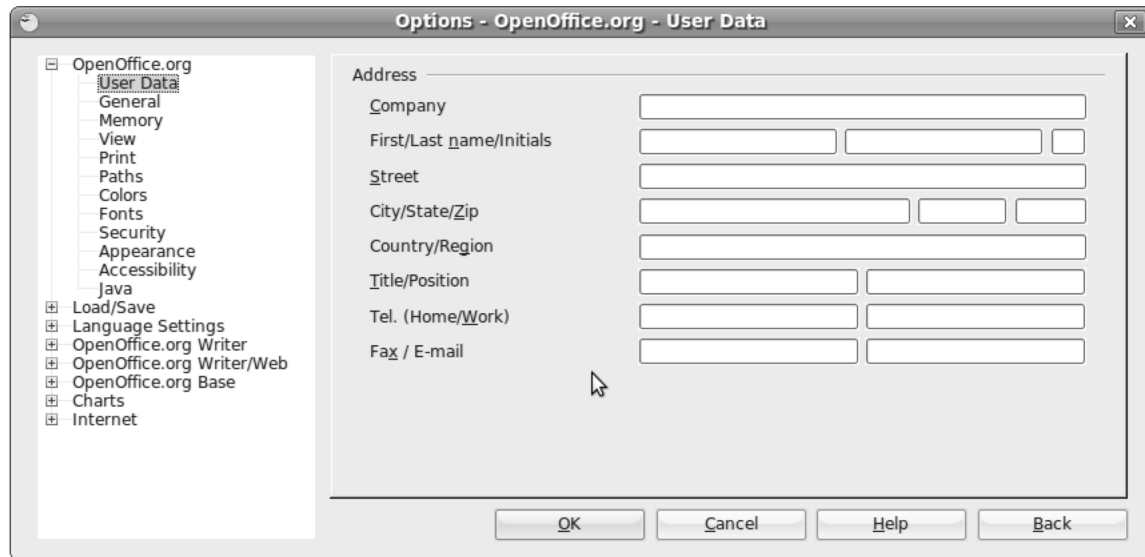 Options - OpenOffice.org - User Data
OpenOffice.org
User Data
General
Memory
View
Print
Paths
Colors
Fonts
Security
Appearance
Accessibility
Java
Load/Save
Language Settings
OpenOffice.org Writer
OpenOffice.org Writer/Web
OpenOffice.org Base
Charts
Internet
Address
Company
First/Last name/Initials
Street
City/State/Zip
Country/Region
Title/Position
Tel. (Home/Work)
Fax / E-mail
OK Cancel Help Back